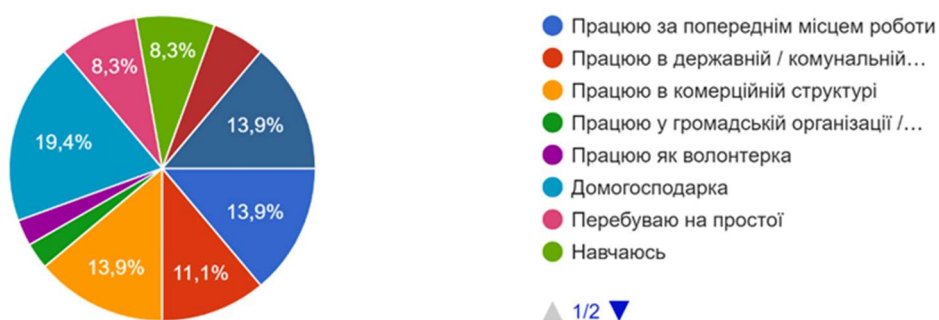 8,3%
8,3%
19,4%
13,9%
13,9%
13,9%
11,1%
Працюю за попереднім місцем роботи
Працюю в державній / комунальній…
Працюю в комерційній структурі
Працюю у громадській організації /…
Працюю як волонтерка
Домогосподарка
Перебуваю на простої
Навчаюсь
1/2